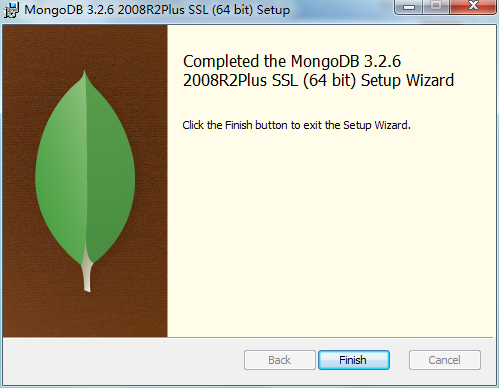 MongoDB 3.2.6 2008R2Plus SSL (64 bit) Setup
Completed the MongoDB 3.2.6
2008R2Plus SSL (64 bit) Setup Wizard
Click the Finish button to exit the Setup Wizard.
Back Finish Cancel